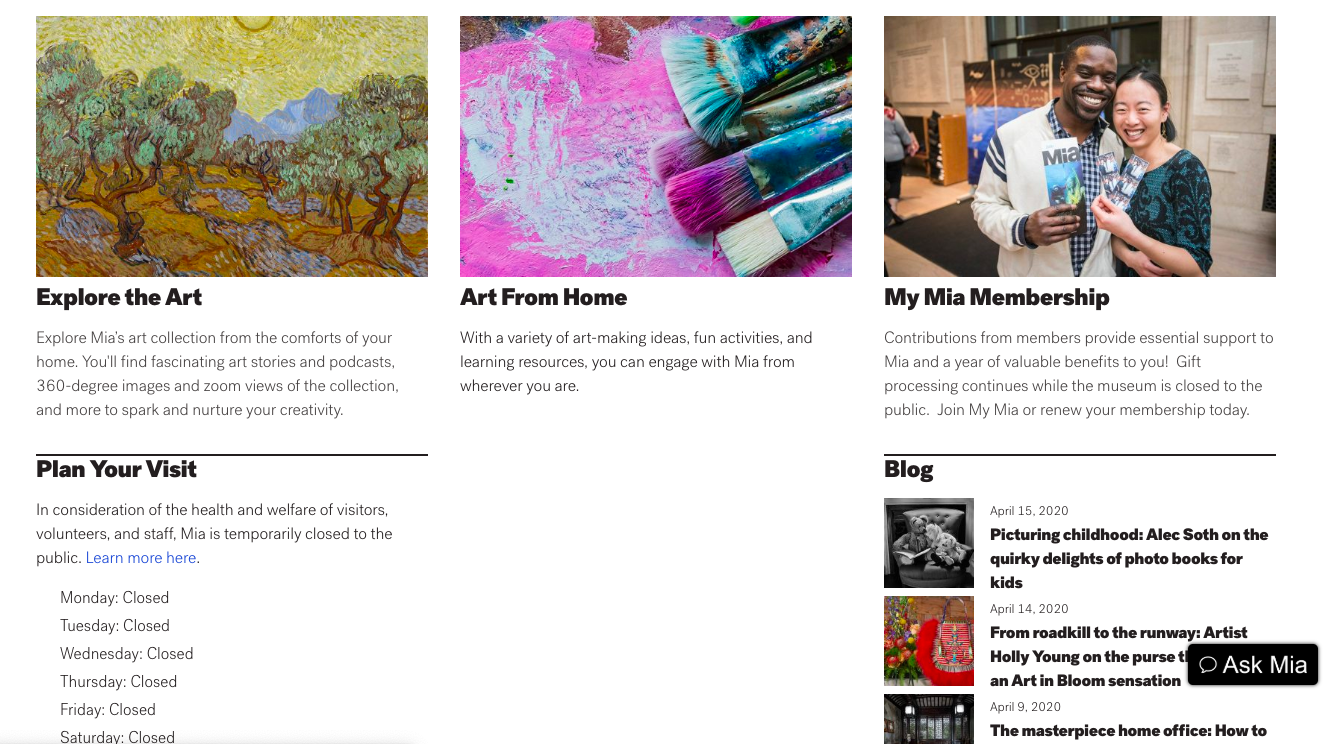 Mia
Explore the Art
Explore Mia's art collection from the comforts of your
home. You'll find fascinating art stories and podcasts,
360-degree images and zoom views of the collection,
and more to spark and nurture your creativity.
Art From Home
With a variety of art-making ideas, fun activities, and
learning resources, you can engage with Mia from
wherever you are.
My Mia Membership
Contributions from members provide essential support to
Mia and a year of valuable benefits to you!  Gift
processing continues while the museum is closed to the
public.  Join My Mia or renew your membership today.
Plan Your Visit
In consideration of the health and welfare of visitors,
volunteers, and staff, Mia is temporarily closed to the
public. Learn more here.
Monday: Closed
Tuesday: Closed
Wednesday: Closed
Thursday: Closed
Friday: Closed
Saturday: Closed
Blog
April 15, 2020
Picturing childhood: Alec Soth on the
quirky delights of photo books for
kids
April 14, 2020
From roadkill to the runway: Artist
Holly Young on the purse
an Art in Bloom sensation
April 9, 2020
The masterpiece home office: How to
Ask Mia